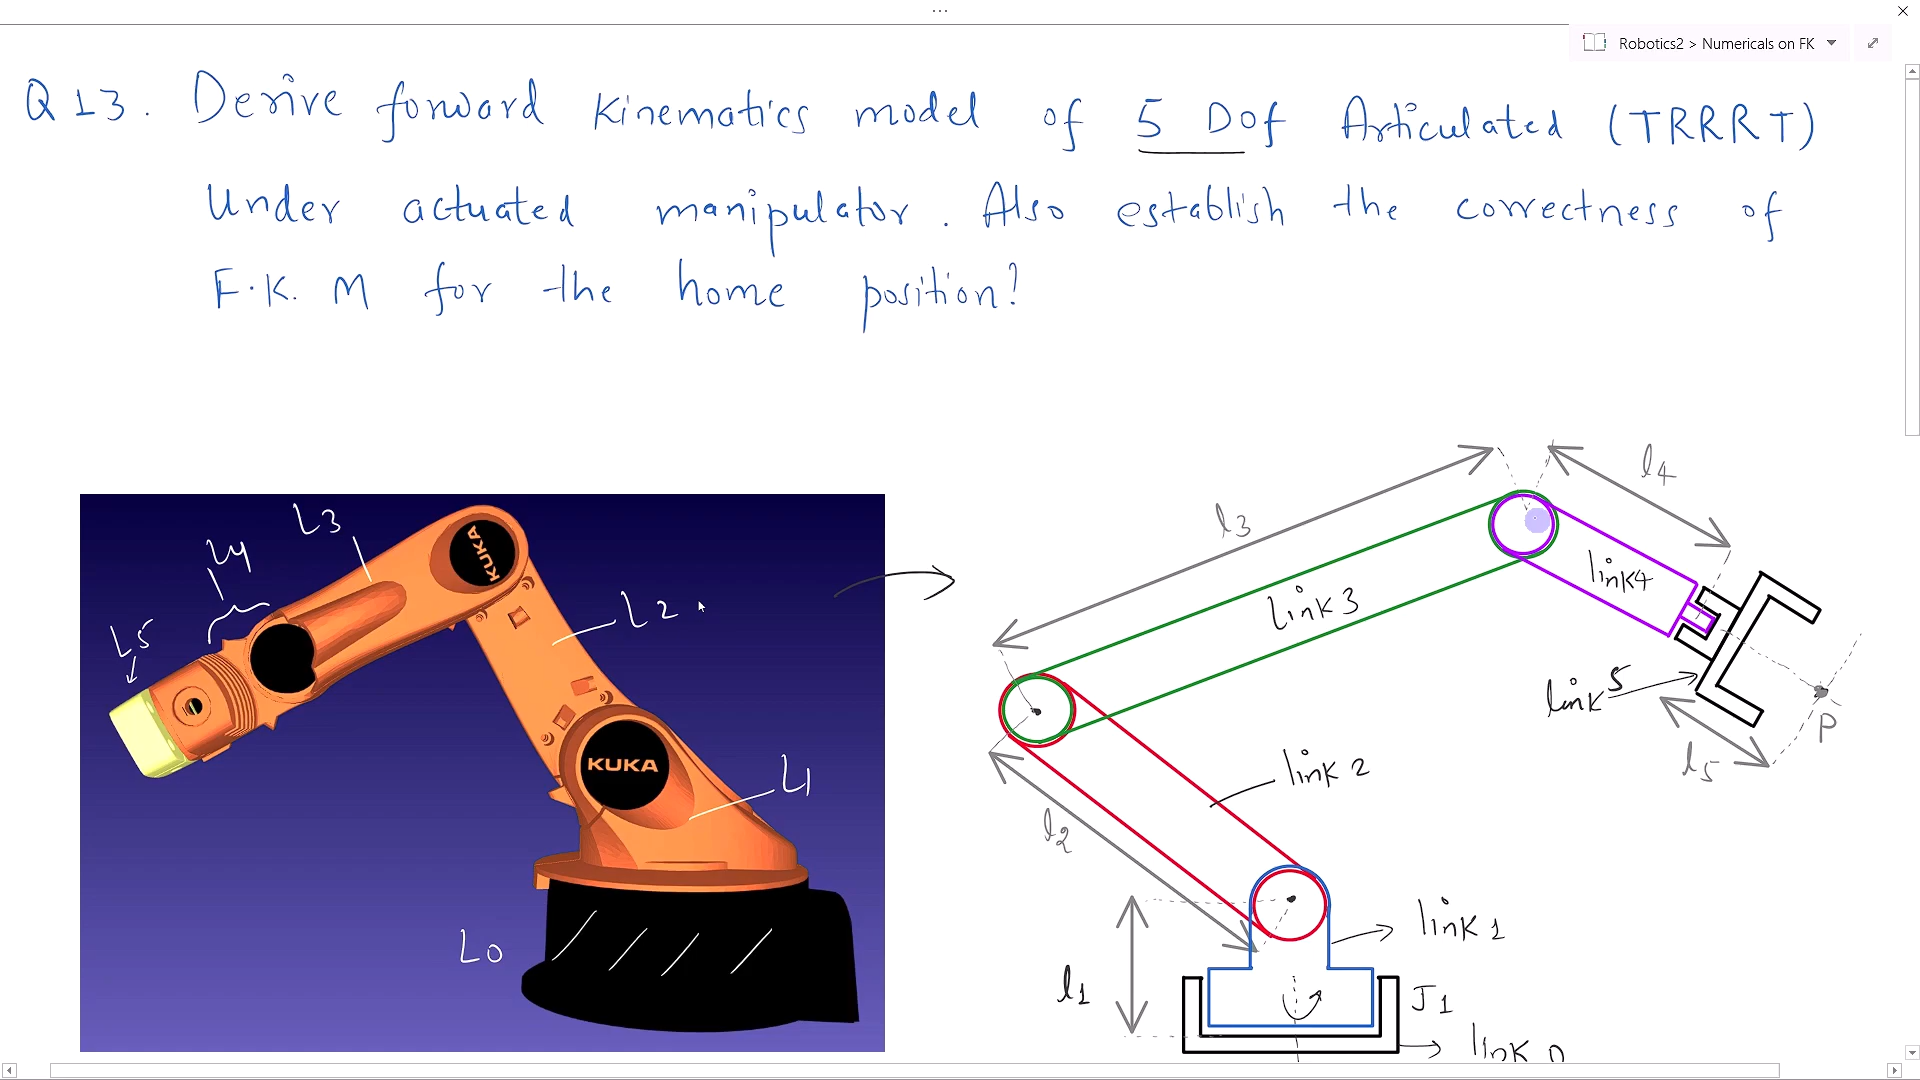 ...
Robotics2 > Numericals on FK
Q 13. Derive forward kinematics model of 5 Dof Articulated (TRRRT)
Under actuated manipulator. Also establish the correctness of
F.K. M for the home position?
l4
L3
l3
L4
KUKA
link4
link3
L2
L5
link5
P
l5
KUKA
link 2
L1
l2
link 1
L0
l1
J1
link 0